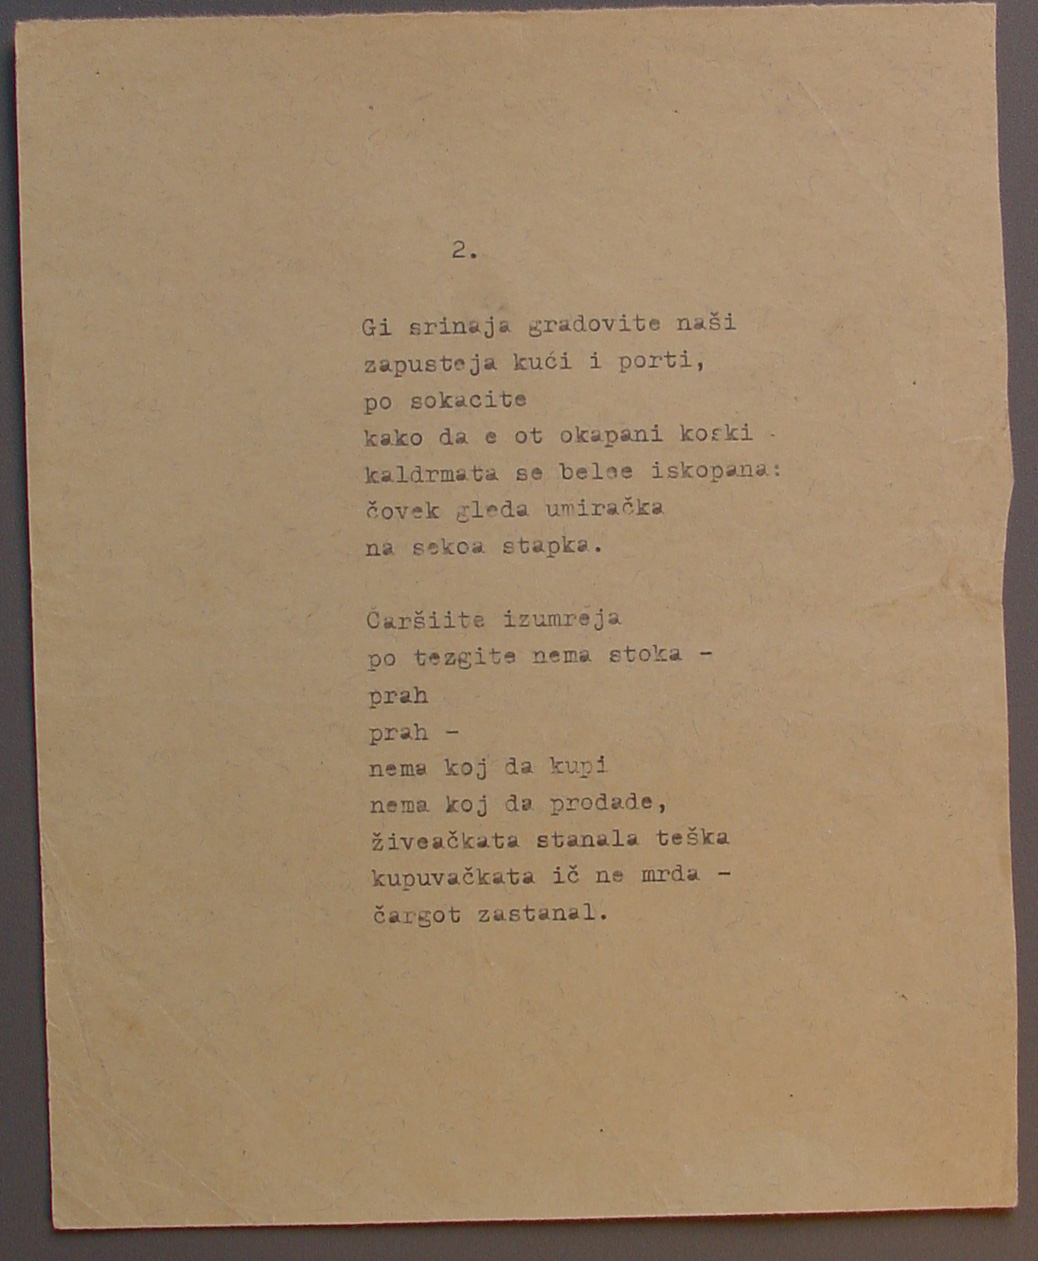 2.
Gi srinaja gradovite naši
zapusteja kući i porti,
po sokacite
kako da e ot okapani koski -
kaldrmata se belee iskopana:
čovek gleda umiračka
na sekoa stapka.
Čaršiite izumreja
po tezgite nema stoka -
prah
prah -
nema koj da kupi
nema koj da prodade,
živeačkata stanala teška
kupuvačkata ič ne mrda -
čargot zastanal.